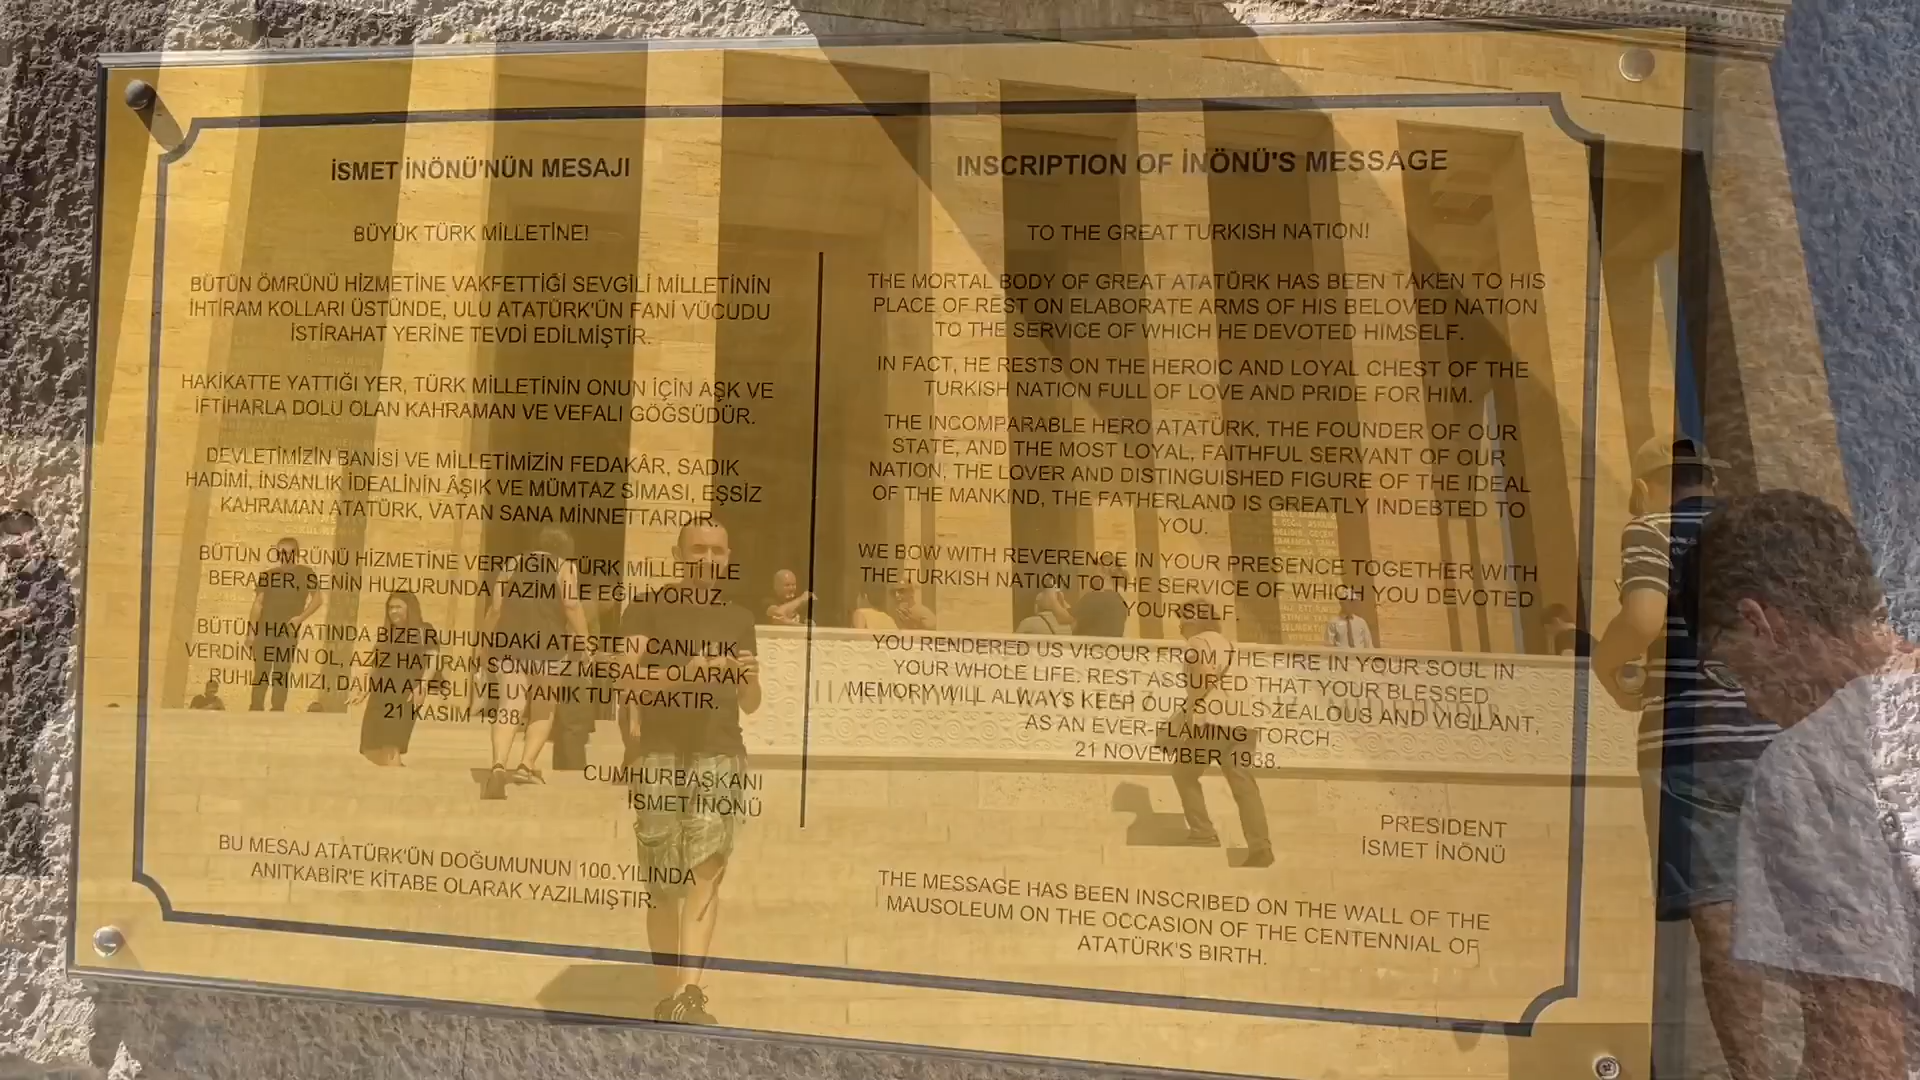 İSMET İNÖNÜ'NÜN MESAJI
BÜYÜK TÜRK MİLLETİNE!
BÜTÜN ÖMRÜNÜ HİZMETİNE VAKFETTİĞİ SEVGİLİ MİLLETİNİN
İHTİRAM KOLLARI ÜSTÜNDE, ULU ATATÜRK'ÜN FANİ VÜCUDU
İSTİRAHAT YERİNE TEVDİ EDİLMİŞTİR.
HAKİKATTE YATTIĞI YER, TÜRK MİLLETİNİN ONUN İÇİN AŞK VE
İFTİHARLA DOLU OLAN KAHRAMAN VE VEFALI GÖĞSÜDÜR.
DEVLETİMİZİN BANİSİ VE MİLLETİMİZİN FEDAKÂR, SADIK
HADİMİ, İNSANLIK İDEALİNİN ÂŞIK VE MÜMTAZ SİMASI, EŞSİZ
KAHRAMAN ATATÜRK, VATAN SANA MİNNETTARDIR.
BÜTÜN ÖMRÜNÜ HİZMETİNE VERDİĞİN TÜRK MİLLETİ İLE
BERABER, SENİN HUZURUNDA TAZİM İLE EĞİLİYORUZ.
BÜTÜN HAYATINDA BİZE RUHUNDAKİ ATEŞTEN CANLILIK
VERDİN. EMİN OL, AZİZ HATIRAN SÖNMEZ MEŞALE OLARAK
RUHLARIMIZI, DAİMA ATEŞLİ VE UYANIK TUTACAKTIR.
21 KASIM 1938.
CUMHURBAŞKANI
İSMET İNÖNÜ
BU MESAJ ATATÜRK'ÜN DOĞUMUNUN 100.YILINDA
ANITKABİR'E KİTABE OLARAK YAZILMIŞTIR.
INSCRIPTION OF İNÖNÜ'S MESSAGE
TO THE GREAT TURKISH NATION!
THE MORTAL BODY OF GREAT ATATÜRK HAS BEEN TAKEN TO HIS
PLACE OF REST ON ELABORATE ARMS OF HIS BELOVED NATION
TO THE SERVICE OF WHICH HE DEVOTED HIMSELF.
IN FACT, HE RESTS ON THE HEROIC AND LOYAL CHEST OF THE
TURKISH NATION FULL OF LOVE AND PRIDE FOR HIM.
THE INCOMPARABLE HERO ATATÜRK, THE FOUNDER OF OUR
STATE, AND THE MOST LOYAL, FAITHFUL SERVANT OF OUR
NATION, THE LOVER AND DISTINGUISHED FIGURE OF THE IDEAL
OF THE MANKIND, THE FATHERLAND IS GREATLY INDEBTED TO
YOU.
WE BOW WITH REVERENCE IN YOUR PRESENCE TOGETHER WITH
THE TURKISH NATION TO THE SERVICE OF WHICH YOU DEVOTED
YOURSELF.
YOU RENDERED US VIGOUR FROM THE FIRE IN YOUR SOUL IN
YOUR WHOLE LIFE. REST ASSURED THAT YOUR BLESSED
MEMORY WILL ALWAYS KEEP OUR SOULS ZEALOUS AND VIGILANT,
AS AN EVER-FLAMING TORCH.
21 NOVEMBER 1938.
PRESIDENT
İSMET İNÖNÜ
THE MESSAGE HAS BEEN INSCRIBED ON THE WALL OF THE
MAUSOLEUM ON THE OCCASION OF THE CENTENNIAL OF
ATATÜRK'S BIRTH.